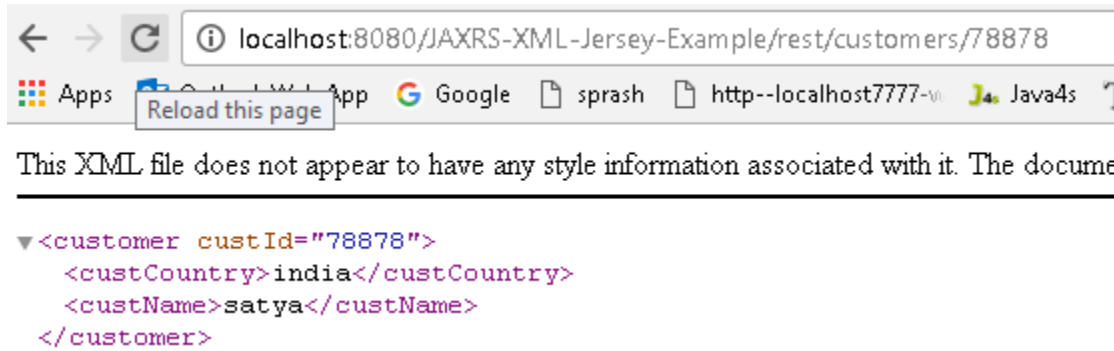 localhost:8080/JAXRS-XML-Jersey-Example/rest/customers/78878
Apps App Google sprash http--localhost7777- Java4s
Reload this page
This XML file does not appear to have any style information associated with it. The
<customer custId="78878">
<custCountry>india</custCountry>
<custName>satya</custName>
</customer>